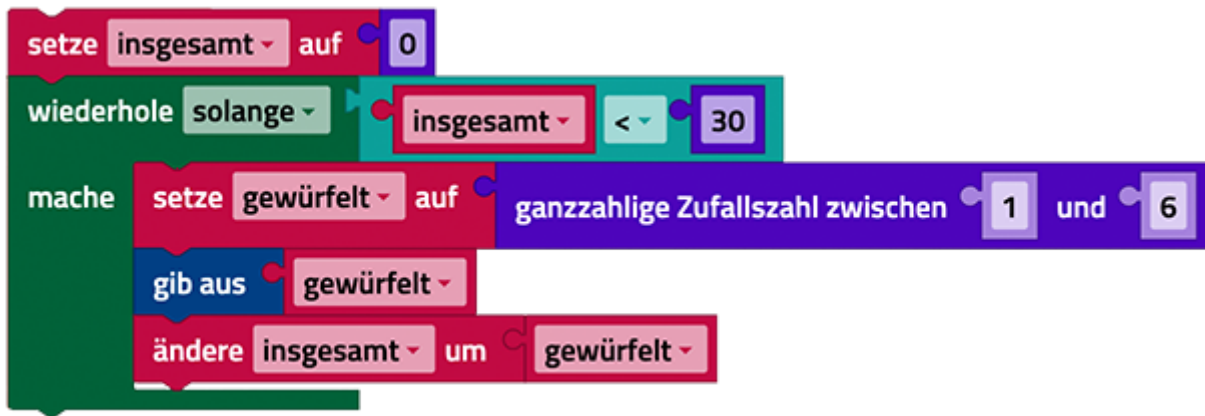 setze insgesamt auf 0
wiederhole solange insgesamt < 30
mache setze gewürfelt auf ganzzahlige Zufallszahl zwischen 1 und 6
gib aus gewürfelt
ändere insgesamt um gewürfelt